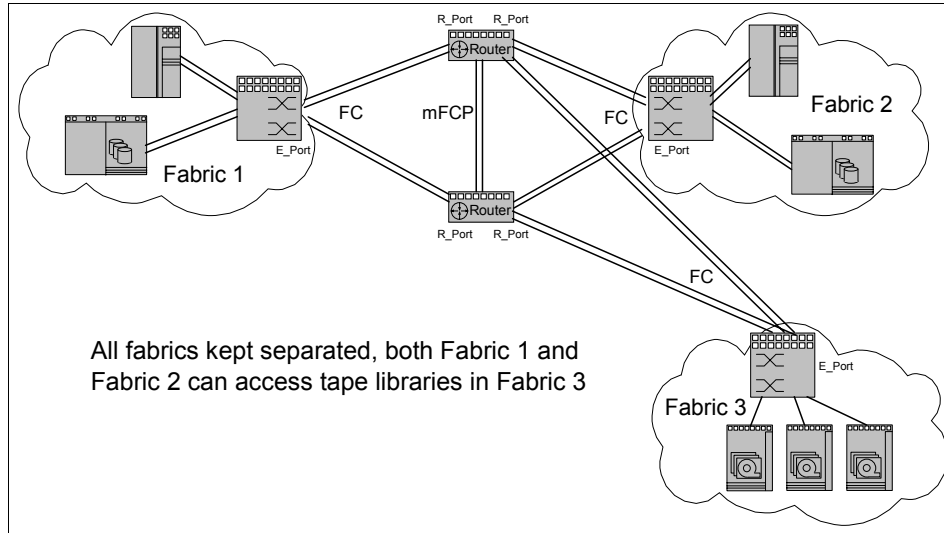 R_Port R_Port
Router
FC
mFCP
FC
E_Port
E_Port
Fabric 1
Fabric 2
Router
R_Port R_Port
FC
All fabrics kept separated, both Fabric 1 and
Fabric 2 can access tape libraries in Fabric 3
E_Port
Fabric 3